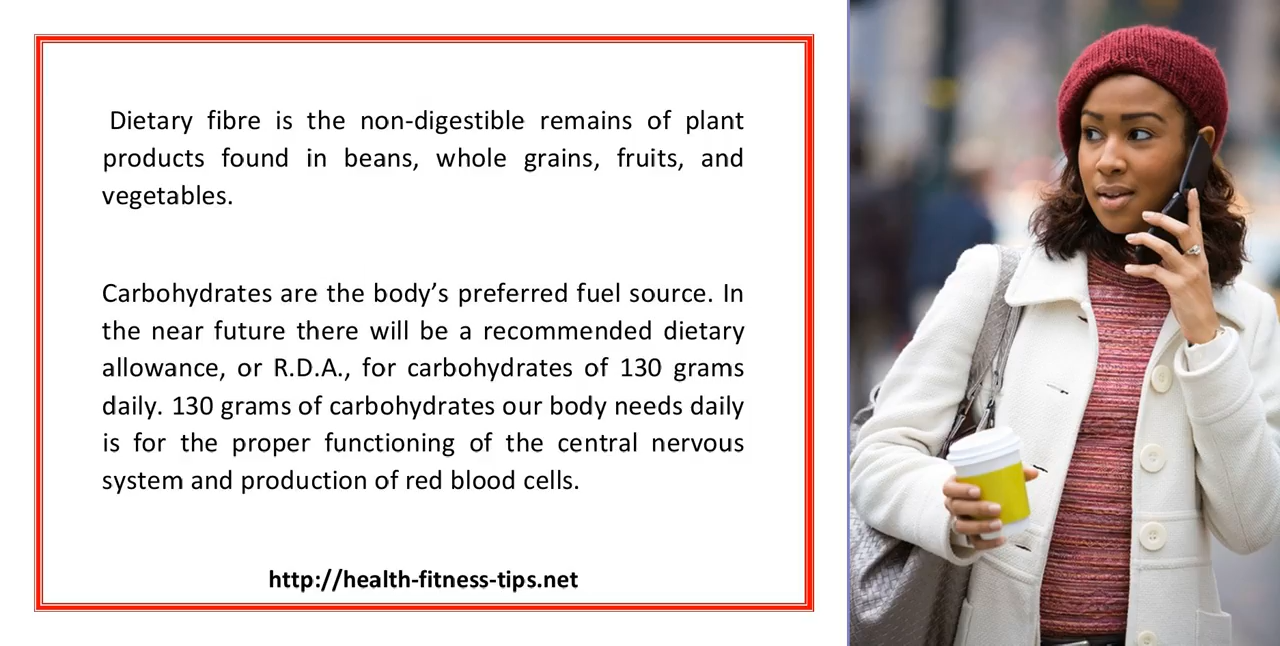 Dietary fibre is the non-digestible remains of plant
products found in beans, whole grains, fruits, and
vegetables.
Carbohydrates are the body’s preferred fuel source. In
the near future there will be a recommended dietary
allowance, or R.D.A., for carbohydrates of 130 grams
daily. 130 grams of carbohydrates our body needs daily
is for the proper functioning of the central nervous
system and production of red blood cells.
http://health-fitness-tips.net